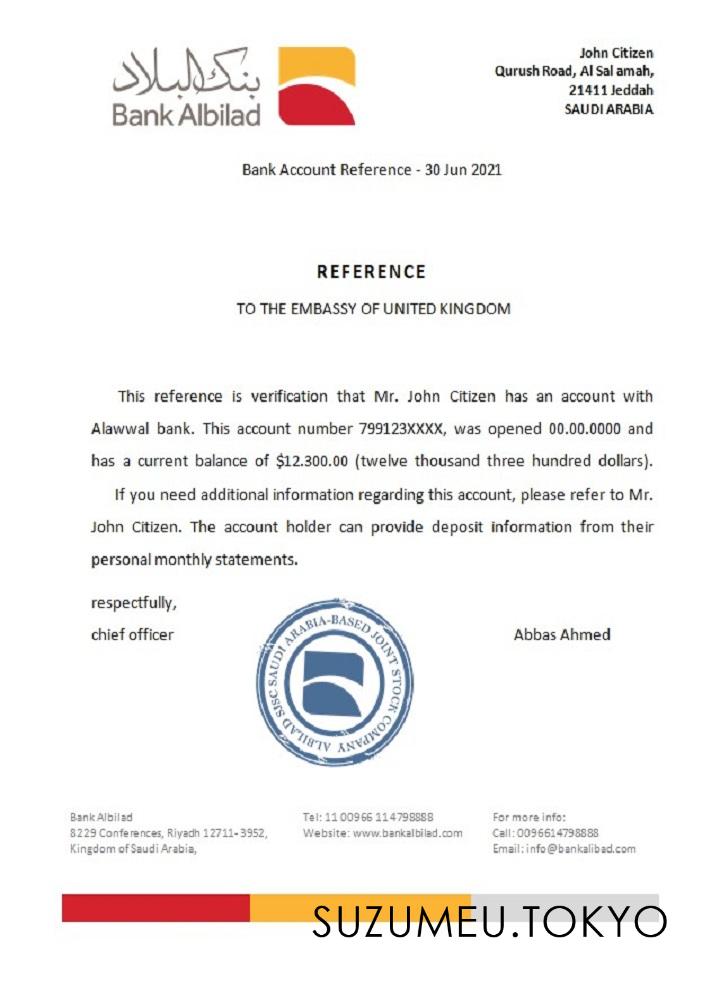 بنك البلاد
Bank Albilad
John Citizen
Qurush Road, Al Salamah,
21411 Jeddah
SAUDI ARABIA
Bank Account Reference - 30 Jun 2021
REFERENCE
TO THE EMBASSY OF UNITED KINGDOM
This reference is verification that Mr. John Citizen has an account with
Alawwal bank. This account number 799123XXXX, was opened 00.00.0000 and
has a current balance of $12.300.00 (twelve thousand three hundred dollars).
If you need additional information regarding this account, please refer to Mr.
John Citizen. The account holder can provide deposit information from their
personal monthly statements.
respectfully,
chief officer
Abbas Ahmed
ALBILAD SJSC SAUDI ARABIA-BASED JOINT STOCK COMPANY
Bank Albilad
8229 Conferences, Riyadh 12711-3952,
Kingdom of Saudi Arabia,
Tel: 11 00966 114798888
Website: www.bankalbilad.com
For more info:
Call: 0096614798888
Email: info@bankalibad.com
SUZUMEU.TOKYO